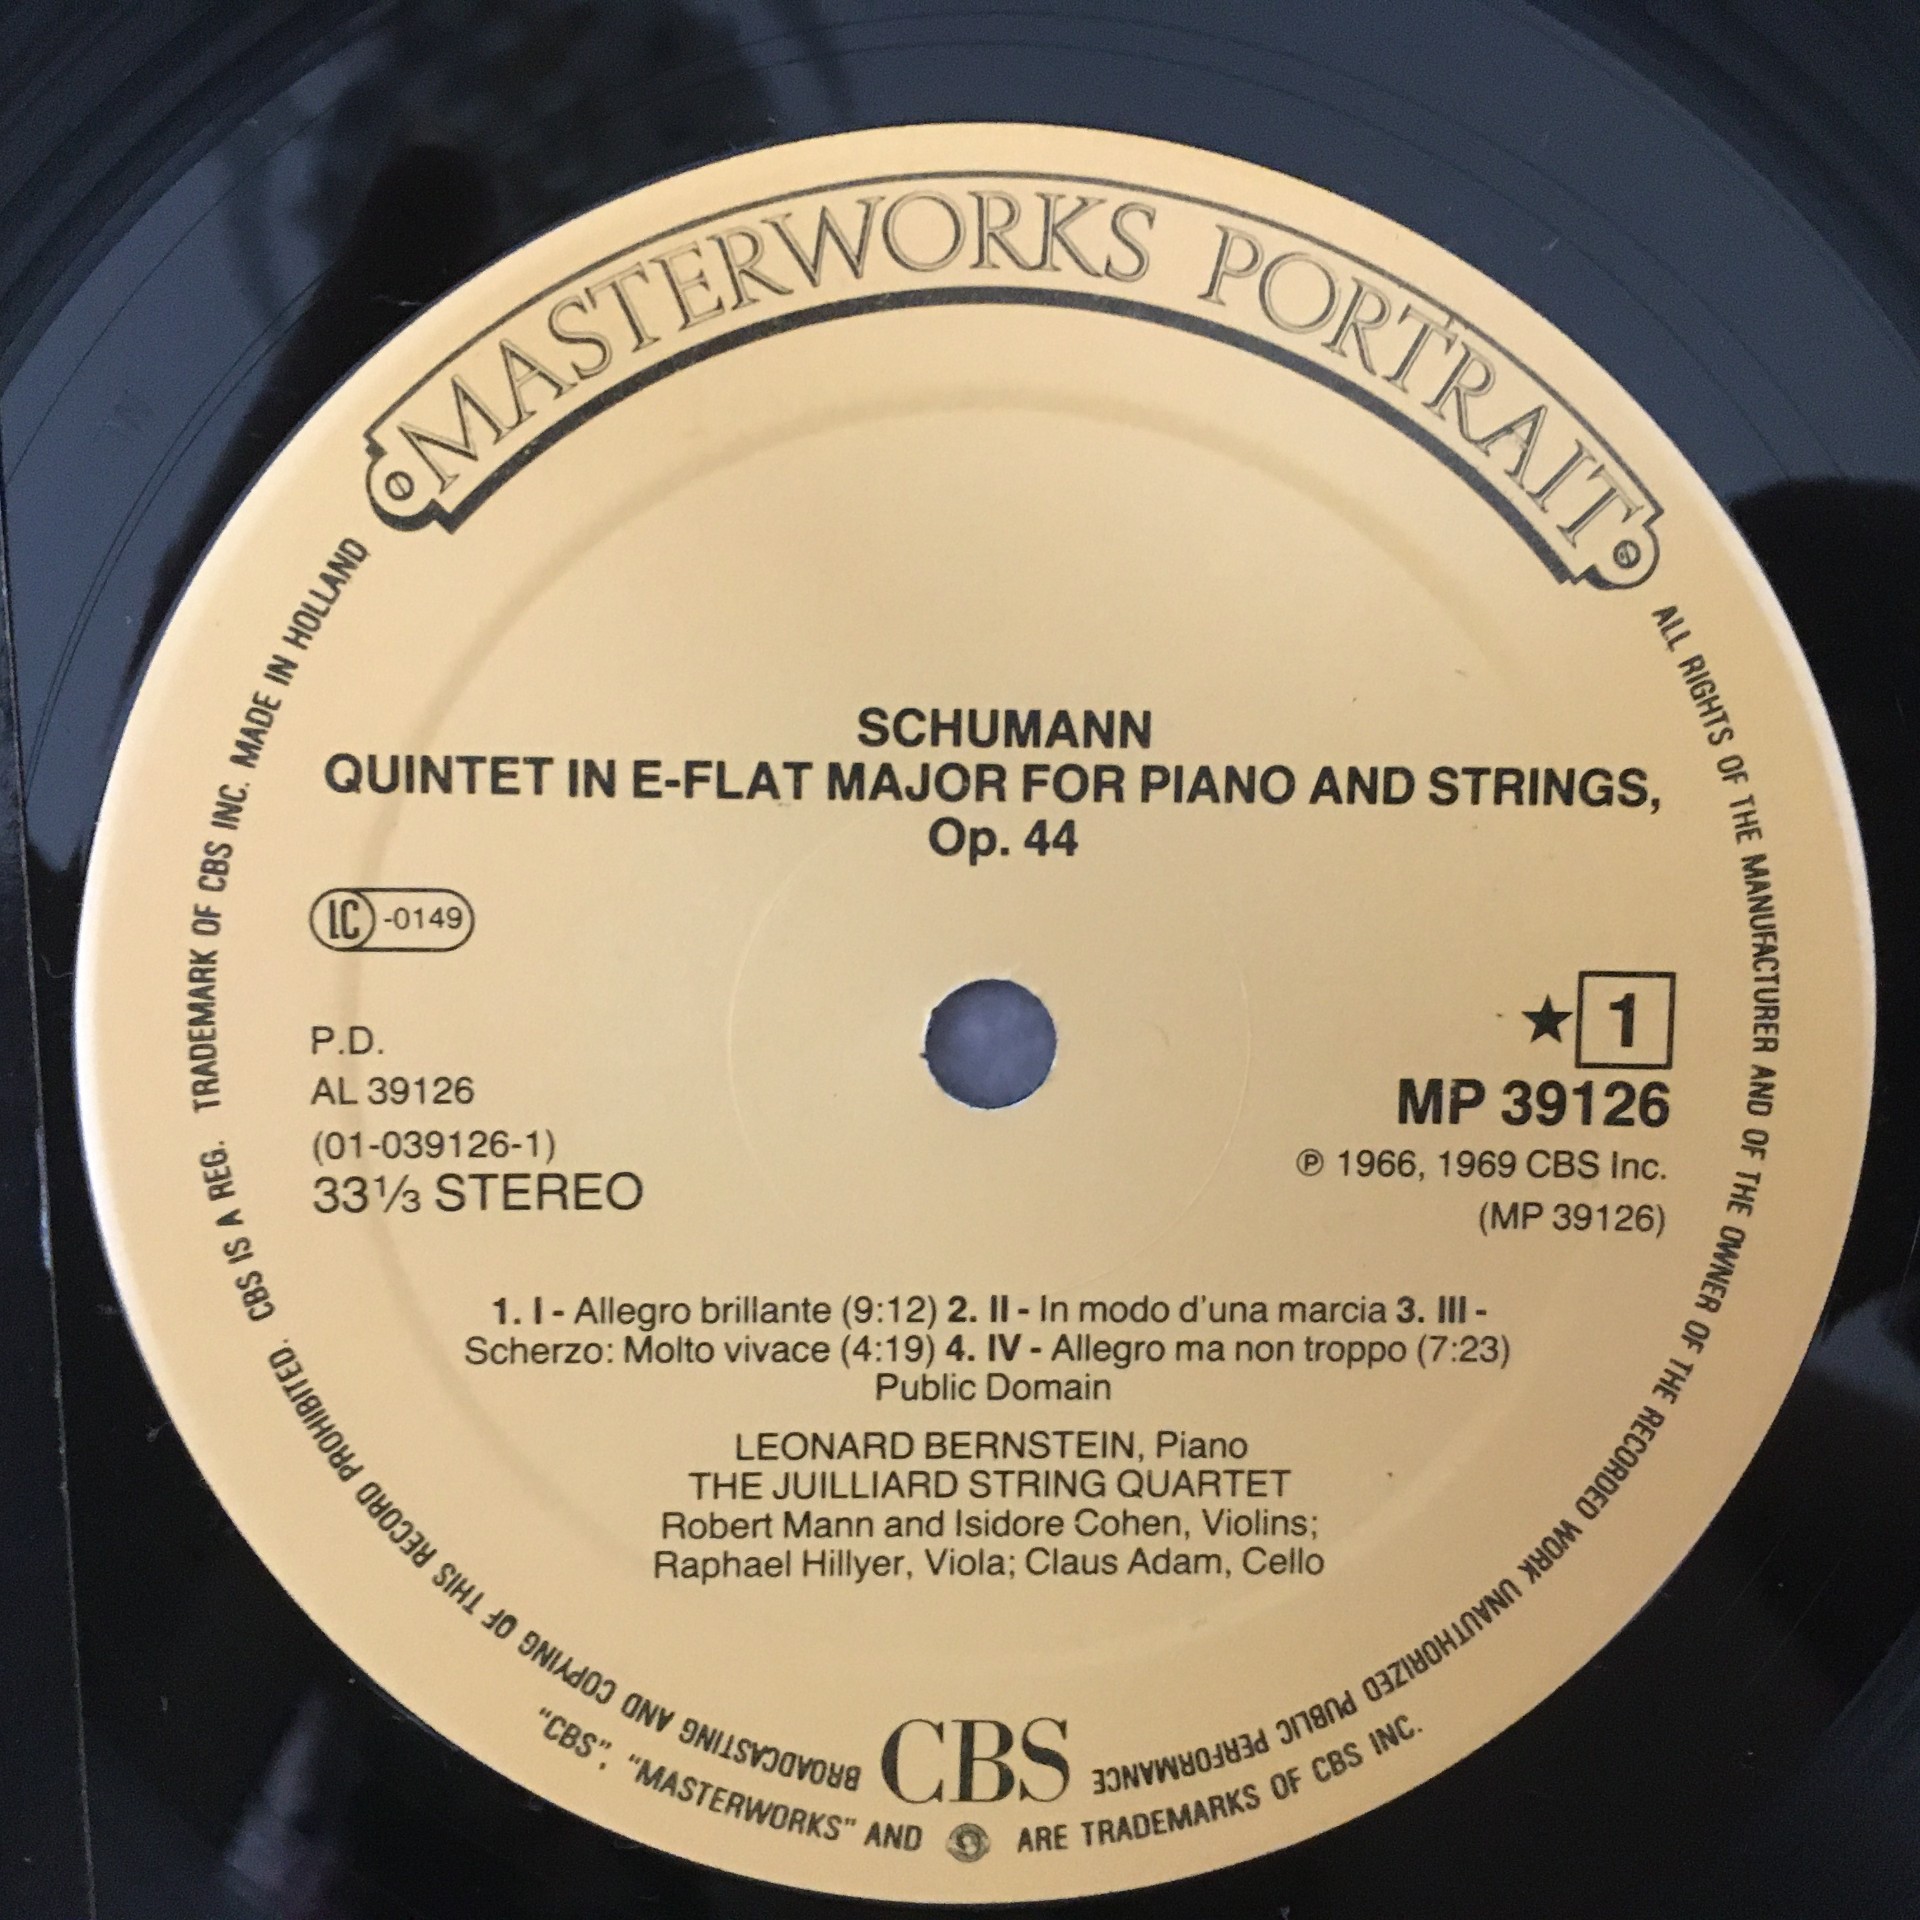 MASTERWORKS PORTRAIT
SCHUMANN
QUINTET IN E-FLAT MAJOR FOR PIANO AND STRINGS,
Op. 44
LC -0149
P.D.
AL 39126
(01-039126-1)
33⅓ STEREO
★ 1
MP 39126
℗ 1966, 1969 CBS Inc.
(MP 39126)
1. I - Allegro brillante (9:12) 2. II - In modo d'una marcia 3. III -
Scherzo: Molto vivace (4:19) 4. IV - Allegro ma non troppo (7:23)
Public Domain
LEONARD BERNSTEIN, Piano
THE JUILLIARD STRING QUARTET
Robert Mann and Isidore Cohen, Violins;
Raphael Hillyer, Viola; Claus Adam, Cello
CBS
ALL RIGHTS OF THE MANUFACTURER AND OF THE OWNER OF THE RECORDED WORK UNAUTHORIZED PUBLIC PERFORMANCE
BROADCASTING AND COPYING OF THIS RECORD PROHIBITED. CBS IS A REG. TRADEMARK OF CBS INC. MADE IN HOLLAND
"CBS", "MASTERWORKS" AND ARE TRADEMARKS OF CBS INC.